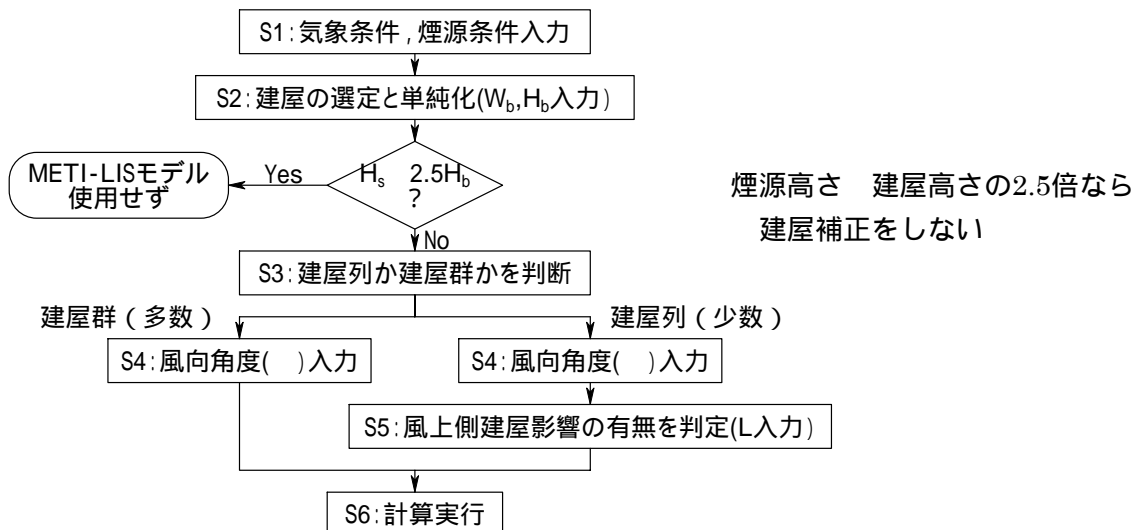 S1:気象条件,煙源条件入力
S2:建屋の選定と単純化(Wb,Hb入力)
Hs 2.5Hb
?
Yes
METI-LISモデル
使用せず
煙源高さ 建屋高さの2.5倍なら
建屋補正をしない
No
S3:建屋列か建屋群かを判断
建屋群(多数)
建屋列(少数)
S4:風向角度( )入力
S4:風向角度( )入力
S5:風上側建屋影響の有無を判定(L入力)
S6:計算実行